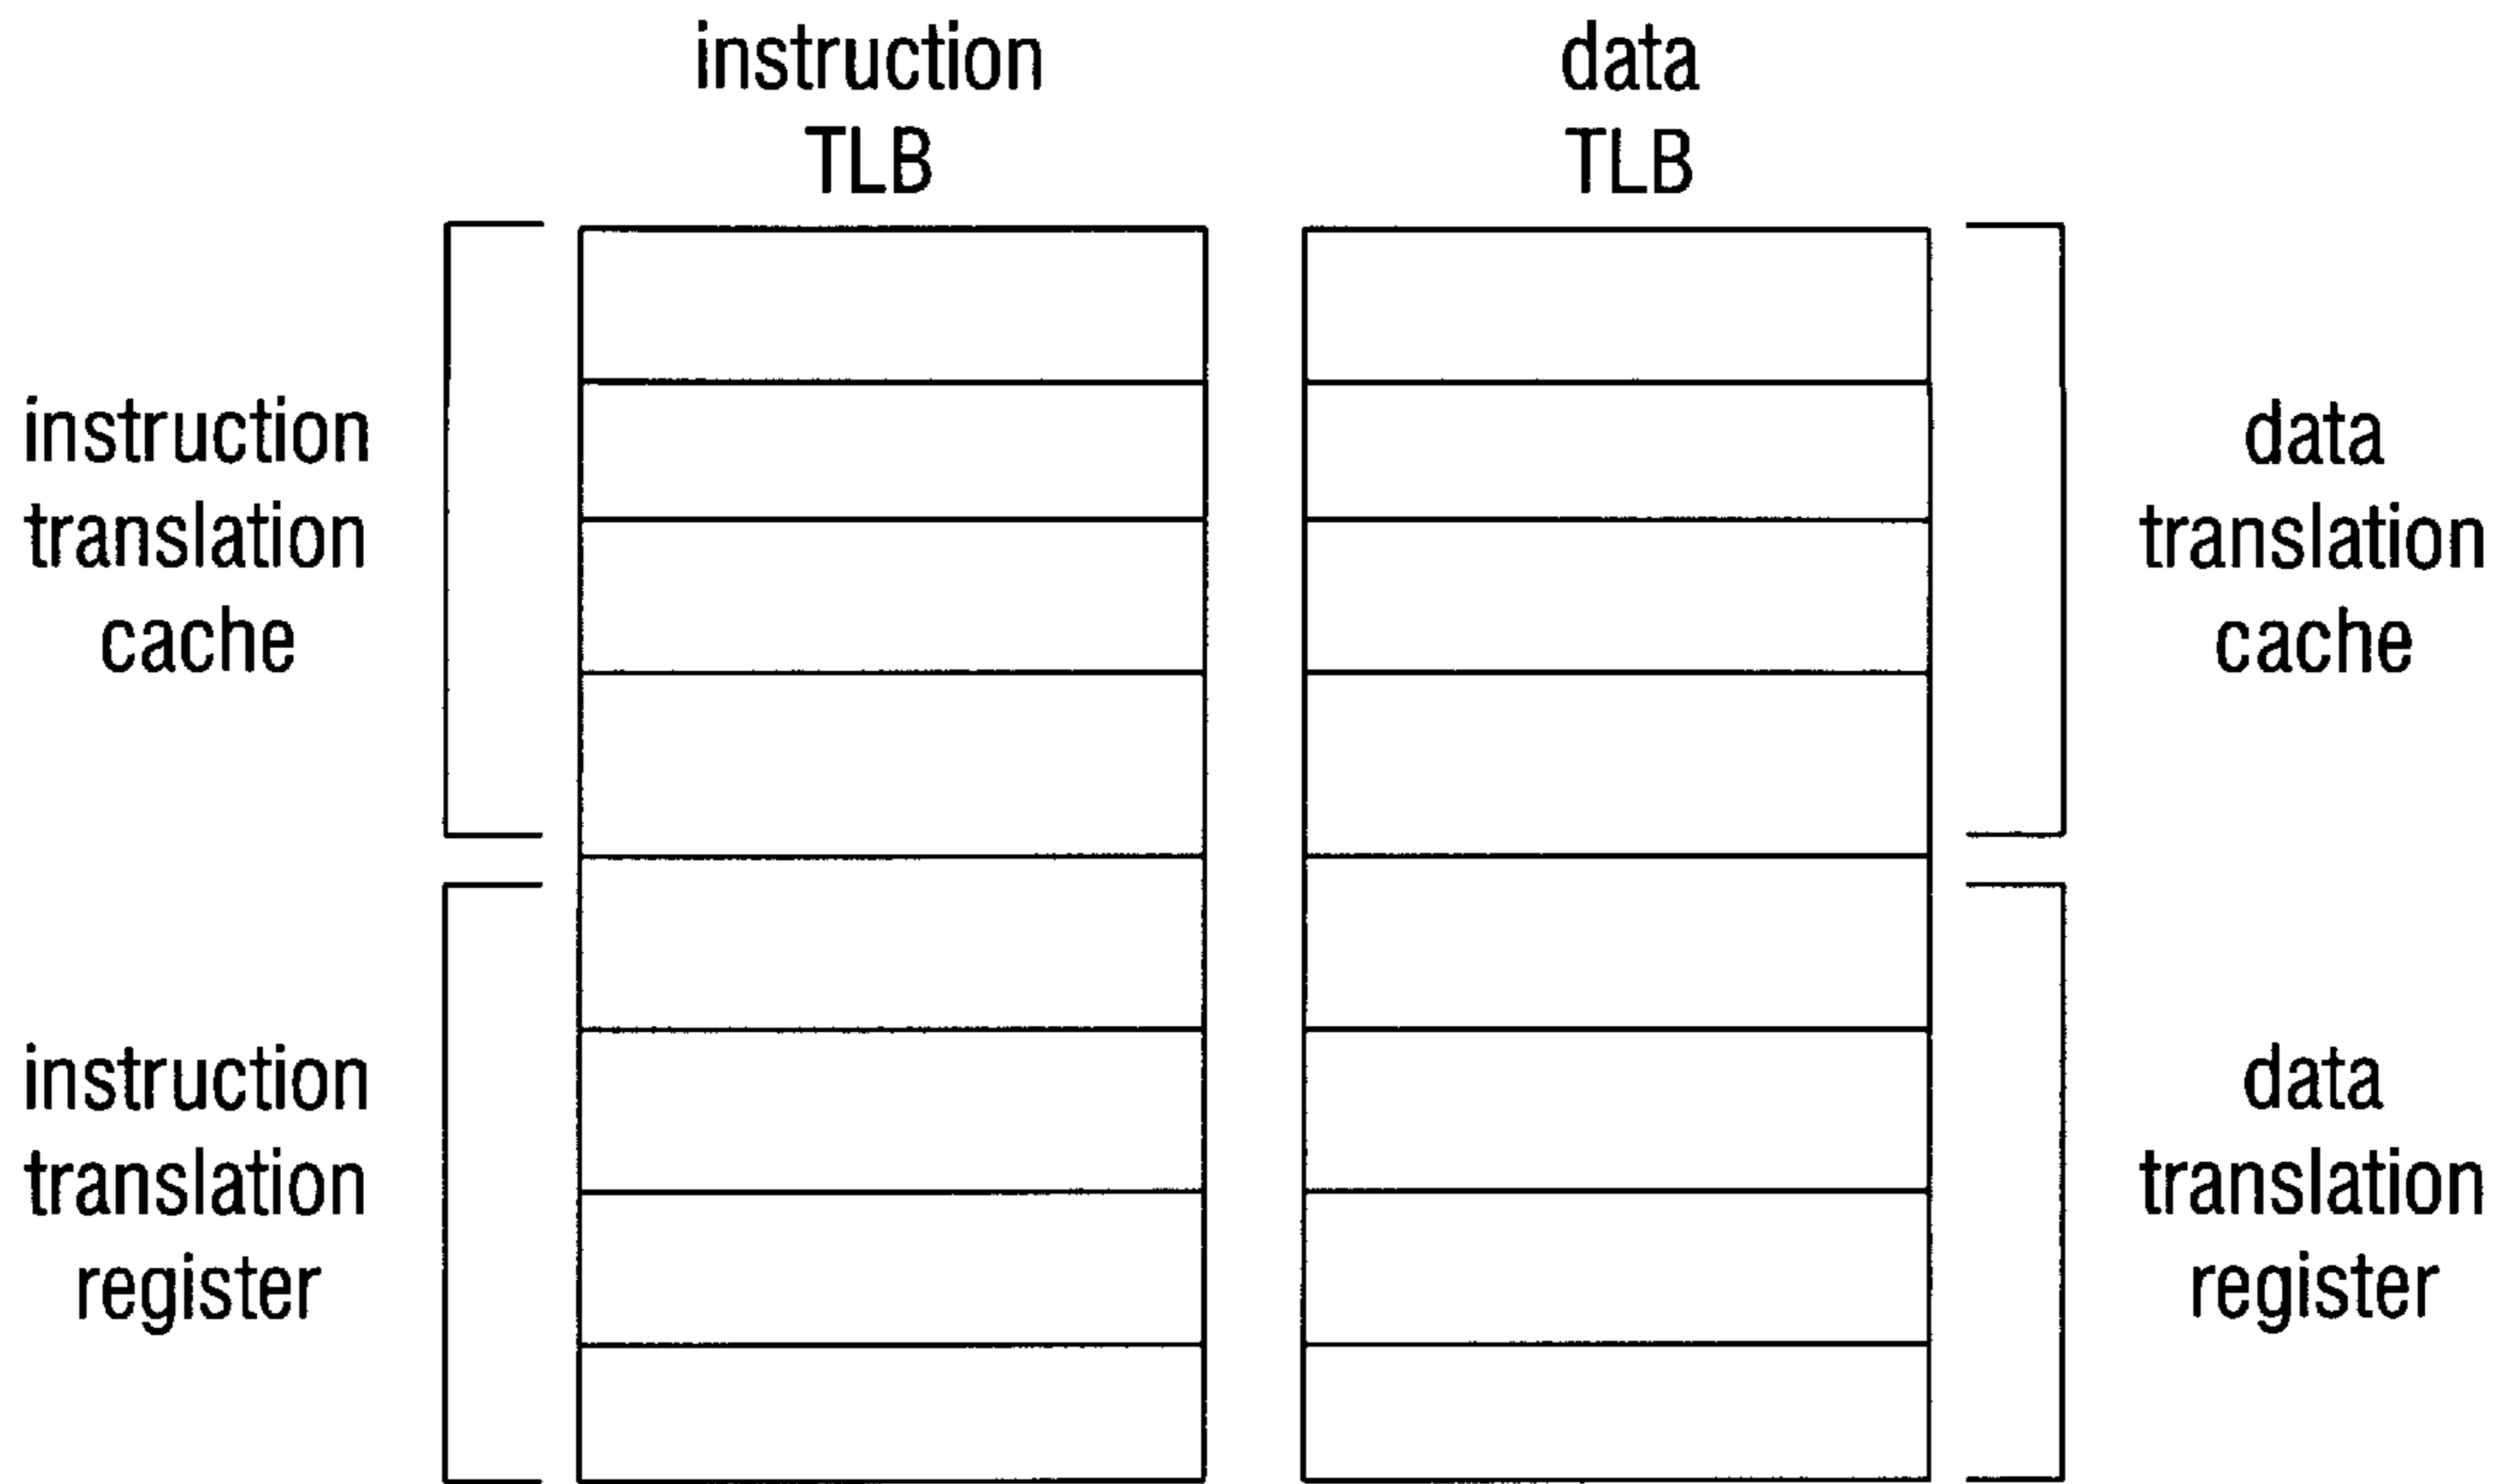 instruction
TLB
data
TLB
instruction
translation
cache
data
translation
cache
instruction
translation
register
data
translation
register